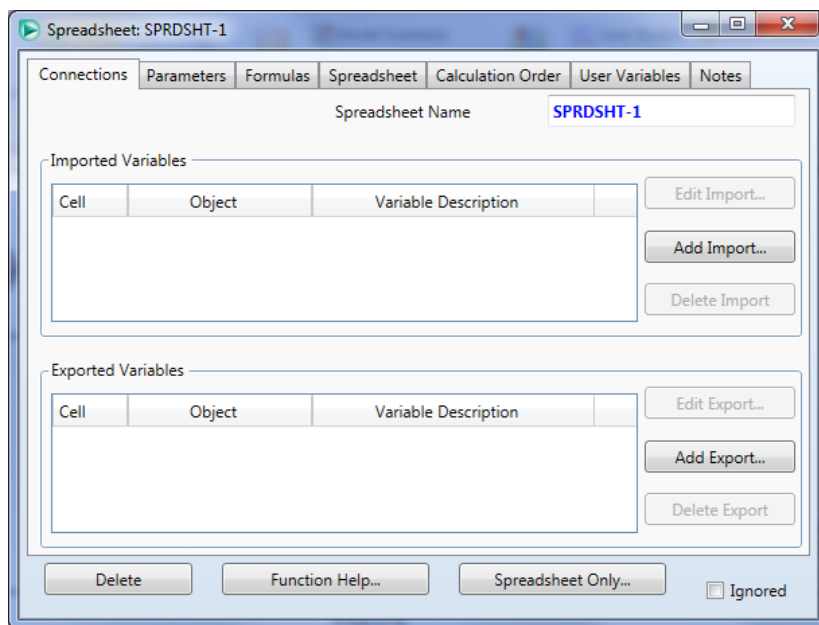 Spreadsheet: SPRDSHT-1
Connections Parameters Formulas Spreadsheet Calculation Order User Variables Notes
Spreadsheet Name SPRDSHT-1
Imported Variables
Cell Object Variable Description
Edit Import...
Add Import...
Delete Import
Exported Variables
Cell Object Variable Description
Edit Export...
Add Export...
Delete Export
Delete Function Help... Spreadsheet Only... Ignored